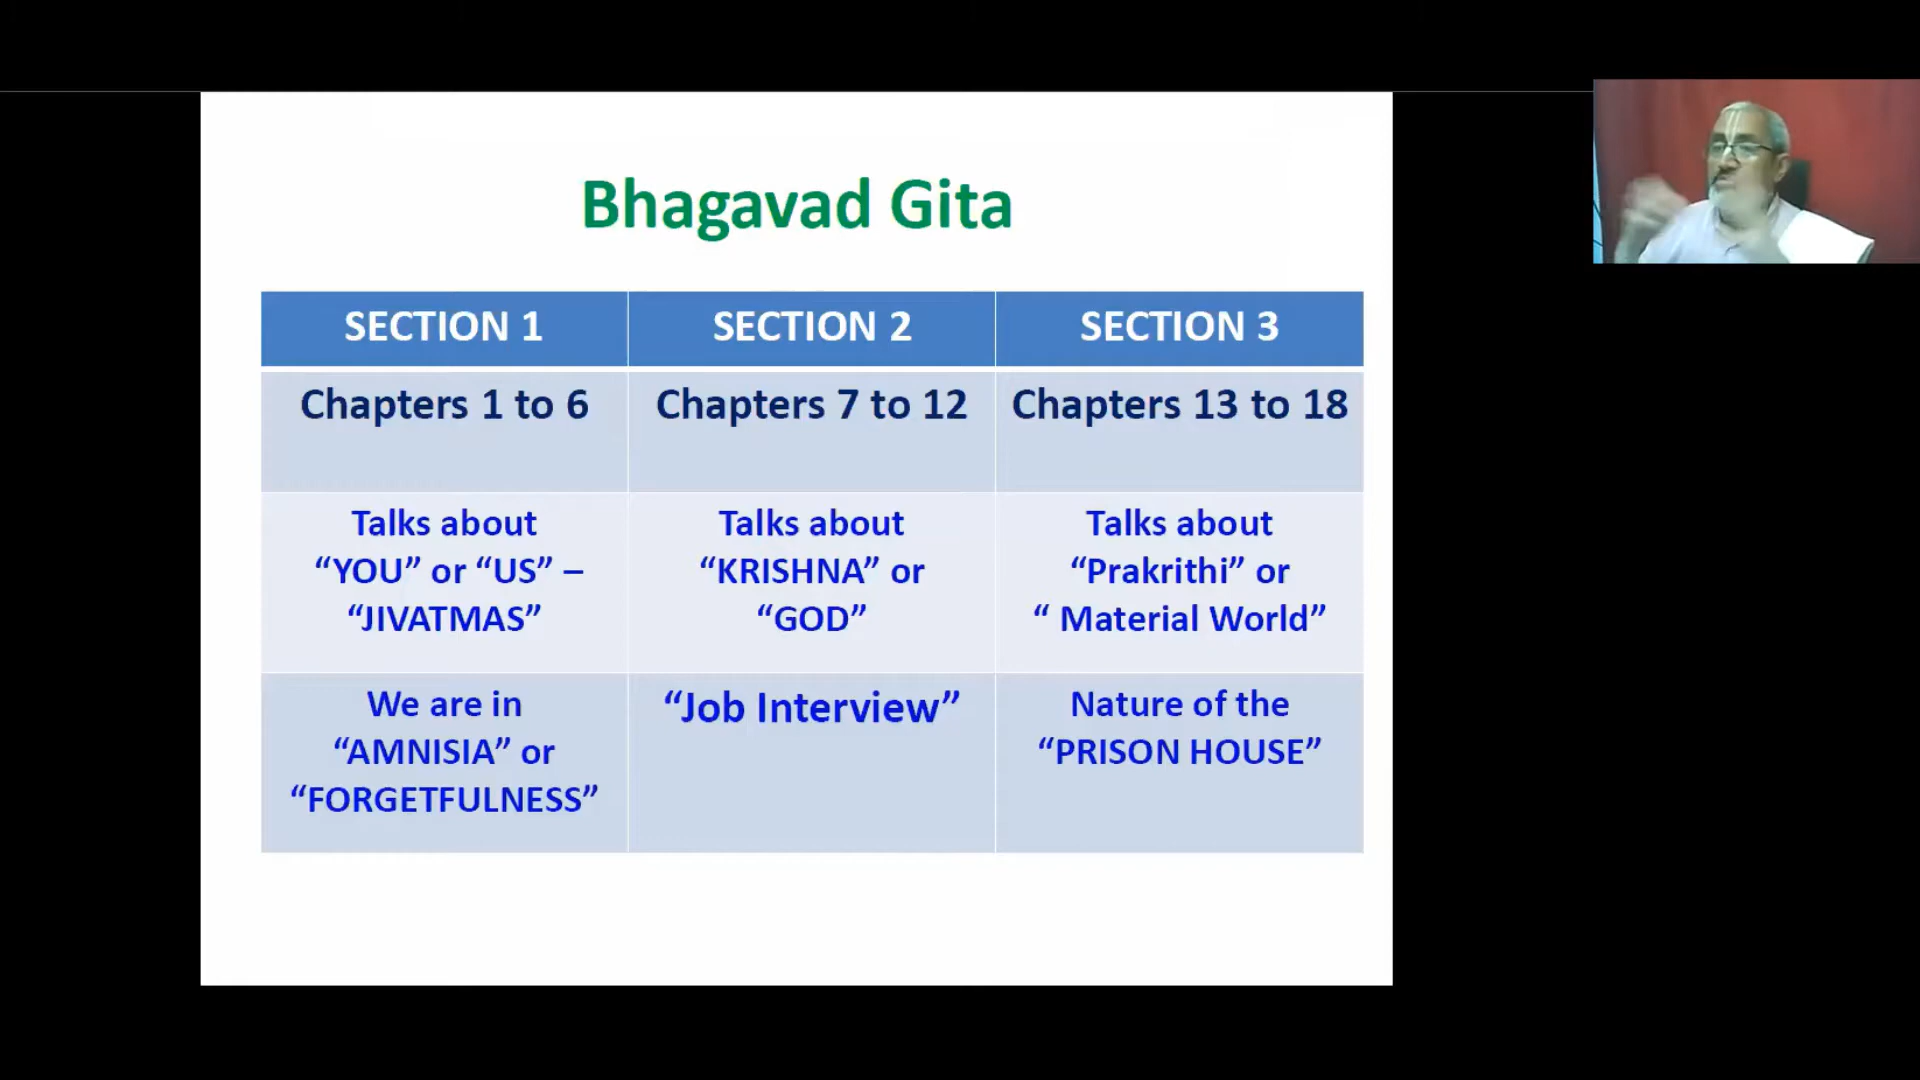 Bhagavad Gita
SECTION 1
SECTION 2
SECTION 3
Chapters 1 to 6
Chapters 7 to 12
Chapters 13 to 18
Talks about
“YOU” or “US” –
“JIVATMAS”
Talks about
“KRISHNA” or
“GOD”
Talks about
“Prakrithi” or
“ Material World”
We are in
“AMNISIA” or
“FORGETFULNESS”
“Job Interview”
Nature of the
“PRISON HOUSE”